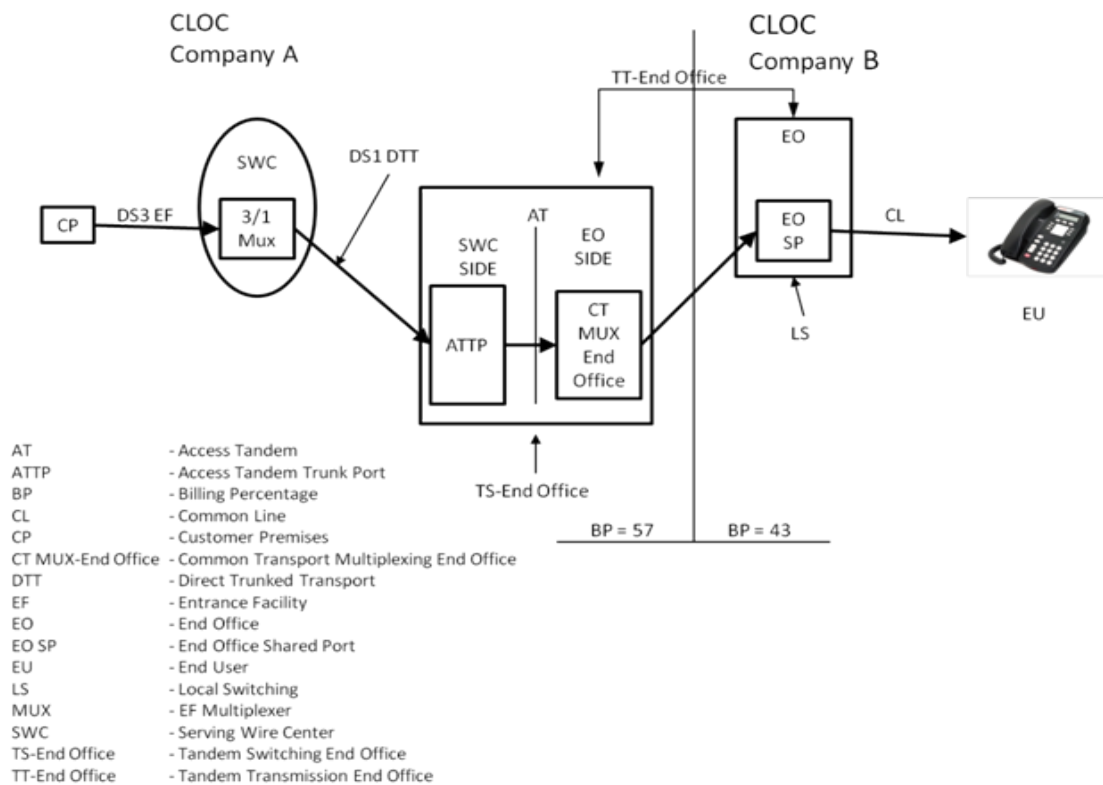 CLOC
Company A
CLOC
Company B
TT-End Office
EO
SWC
DS1 DTT
AT
CP
DS3 EF
3/1
Mux
SWC
SIDE
EO
SIDE
EO
SP
CL
ATTP
CT
MUX
End
Office
LS
EU
TS-End Office
BP = 57
BP = 43
AT - Access Tandem
ATTP - Access Tandem Trunk Port
BP - Billing Percentage
CL - Common Line
CP - Customer Premises
CT MUX-End Office - Common Transport Multiplexing End Office
DTT - Direct Trunked Transport
EF - Entrance Facility
EO - End Office
EO SP - End Office Shared Port
EU - End User
LS - Local Switching
MUX - EF Multiplexer
SWC - Serving Wire Center
TS-End Office - Tandem Switching End Office
TT-End Office - Tandem Transmission End Office